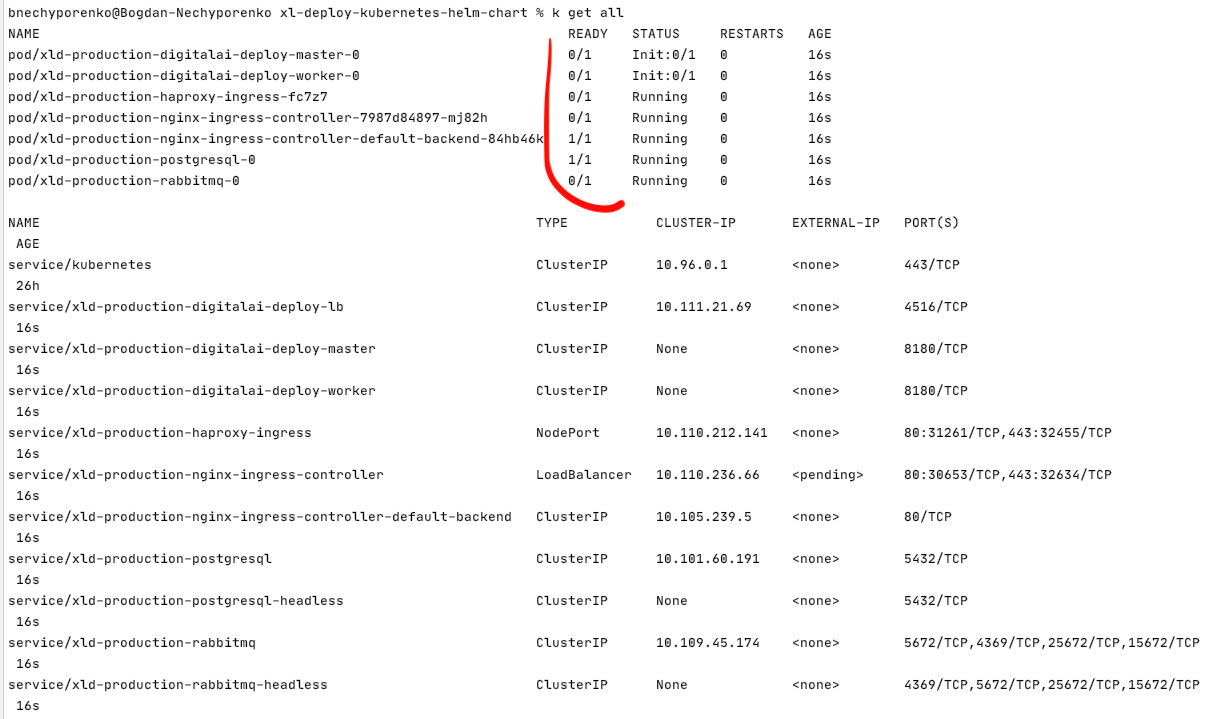 bnechyporenko@Bogdan-Nechyporenko xl-deploy-kubernetes-helm-chart % k get all
NAME READY STATUS RESTARTS AGE
pod/xld-production-digitalai-deploy-master-0 0/1 Init:0/1 0 16s
pod/xld-production-digitalai-deploy-worker-0 0/1 Init:0/1 0 16s
pod/xld-production-haproxy-ingress-fc7z7 0/1 Running 0 16s
pod/xld-production-nginx-ingress-controller-7987d84897-mj82h 0/1 Running 0 16s
pod/xld-production-nginx-ingress-controller-default-backend-84hb46k 1/1 Running 0 16s
pod/xld-production-postgresql-0 1/1 Running 0 16s
pod/xld-production-rabbitmq-0 0/1 Running 0 16s
NAME TYPE CLUSTER-IP EXTERNAL-IP PORT(S)
AGE
service/kubernetes ClusterIP 10.96.0.1 <none> 443/TCP
26h
service/xld-production-digitalai-deploy-lb ClusterIP 10.111.21.69 <none> 4516/TCP
16s
service/xld-production-digitalai-deploy-master ClusterIP None <none> 8180/TCP
16s
service/xld-production-digitalai-deploy-worker ClusterIP None <none> 8180/TCP
16s
service/xld-production-haproxy-ingress NodePort 10.110.212.141 <none> 80:31261/TCP,443:32455/TCP
16s
service/xld-production-nginx-ingress-controller LoadBalancer 10.110.236.66 <pending> 80:30653/TCP,443:32634/TCP
16s
service/xld-production-nginx-ingress-controller-default-backend ClusterIP 10.105.239.5 <none> 80/TCP
16s
service/xld-production-postgresql ClusterIP 10.101.60.191 <none> 5432/TCP
16s
service/xld-production-postgresql-headless ClusterIP None <none> 5432/TCP
16s
service/xld-production-rabbitmq ClusterIP 10.109.45.174 <none> 5672/TCP,4369/TCP,25672/TCP,15672/TCP
16s
service/xld-production-rabbitmq-headless ClusterIP None <none> 4369/TCP,5672/TCP,25672/TCP,15672/TCP
16s